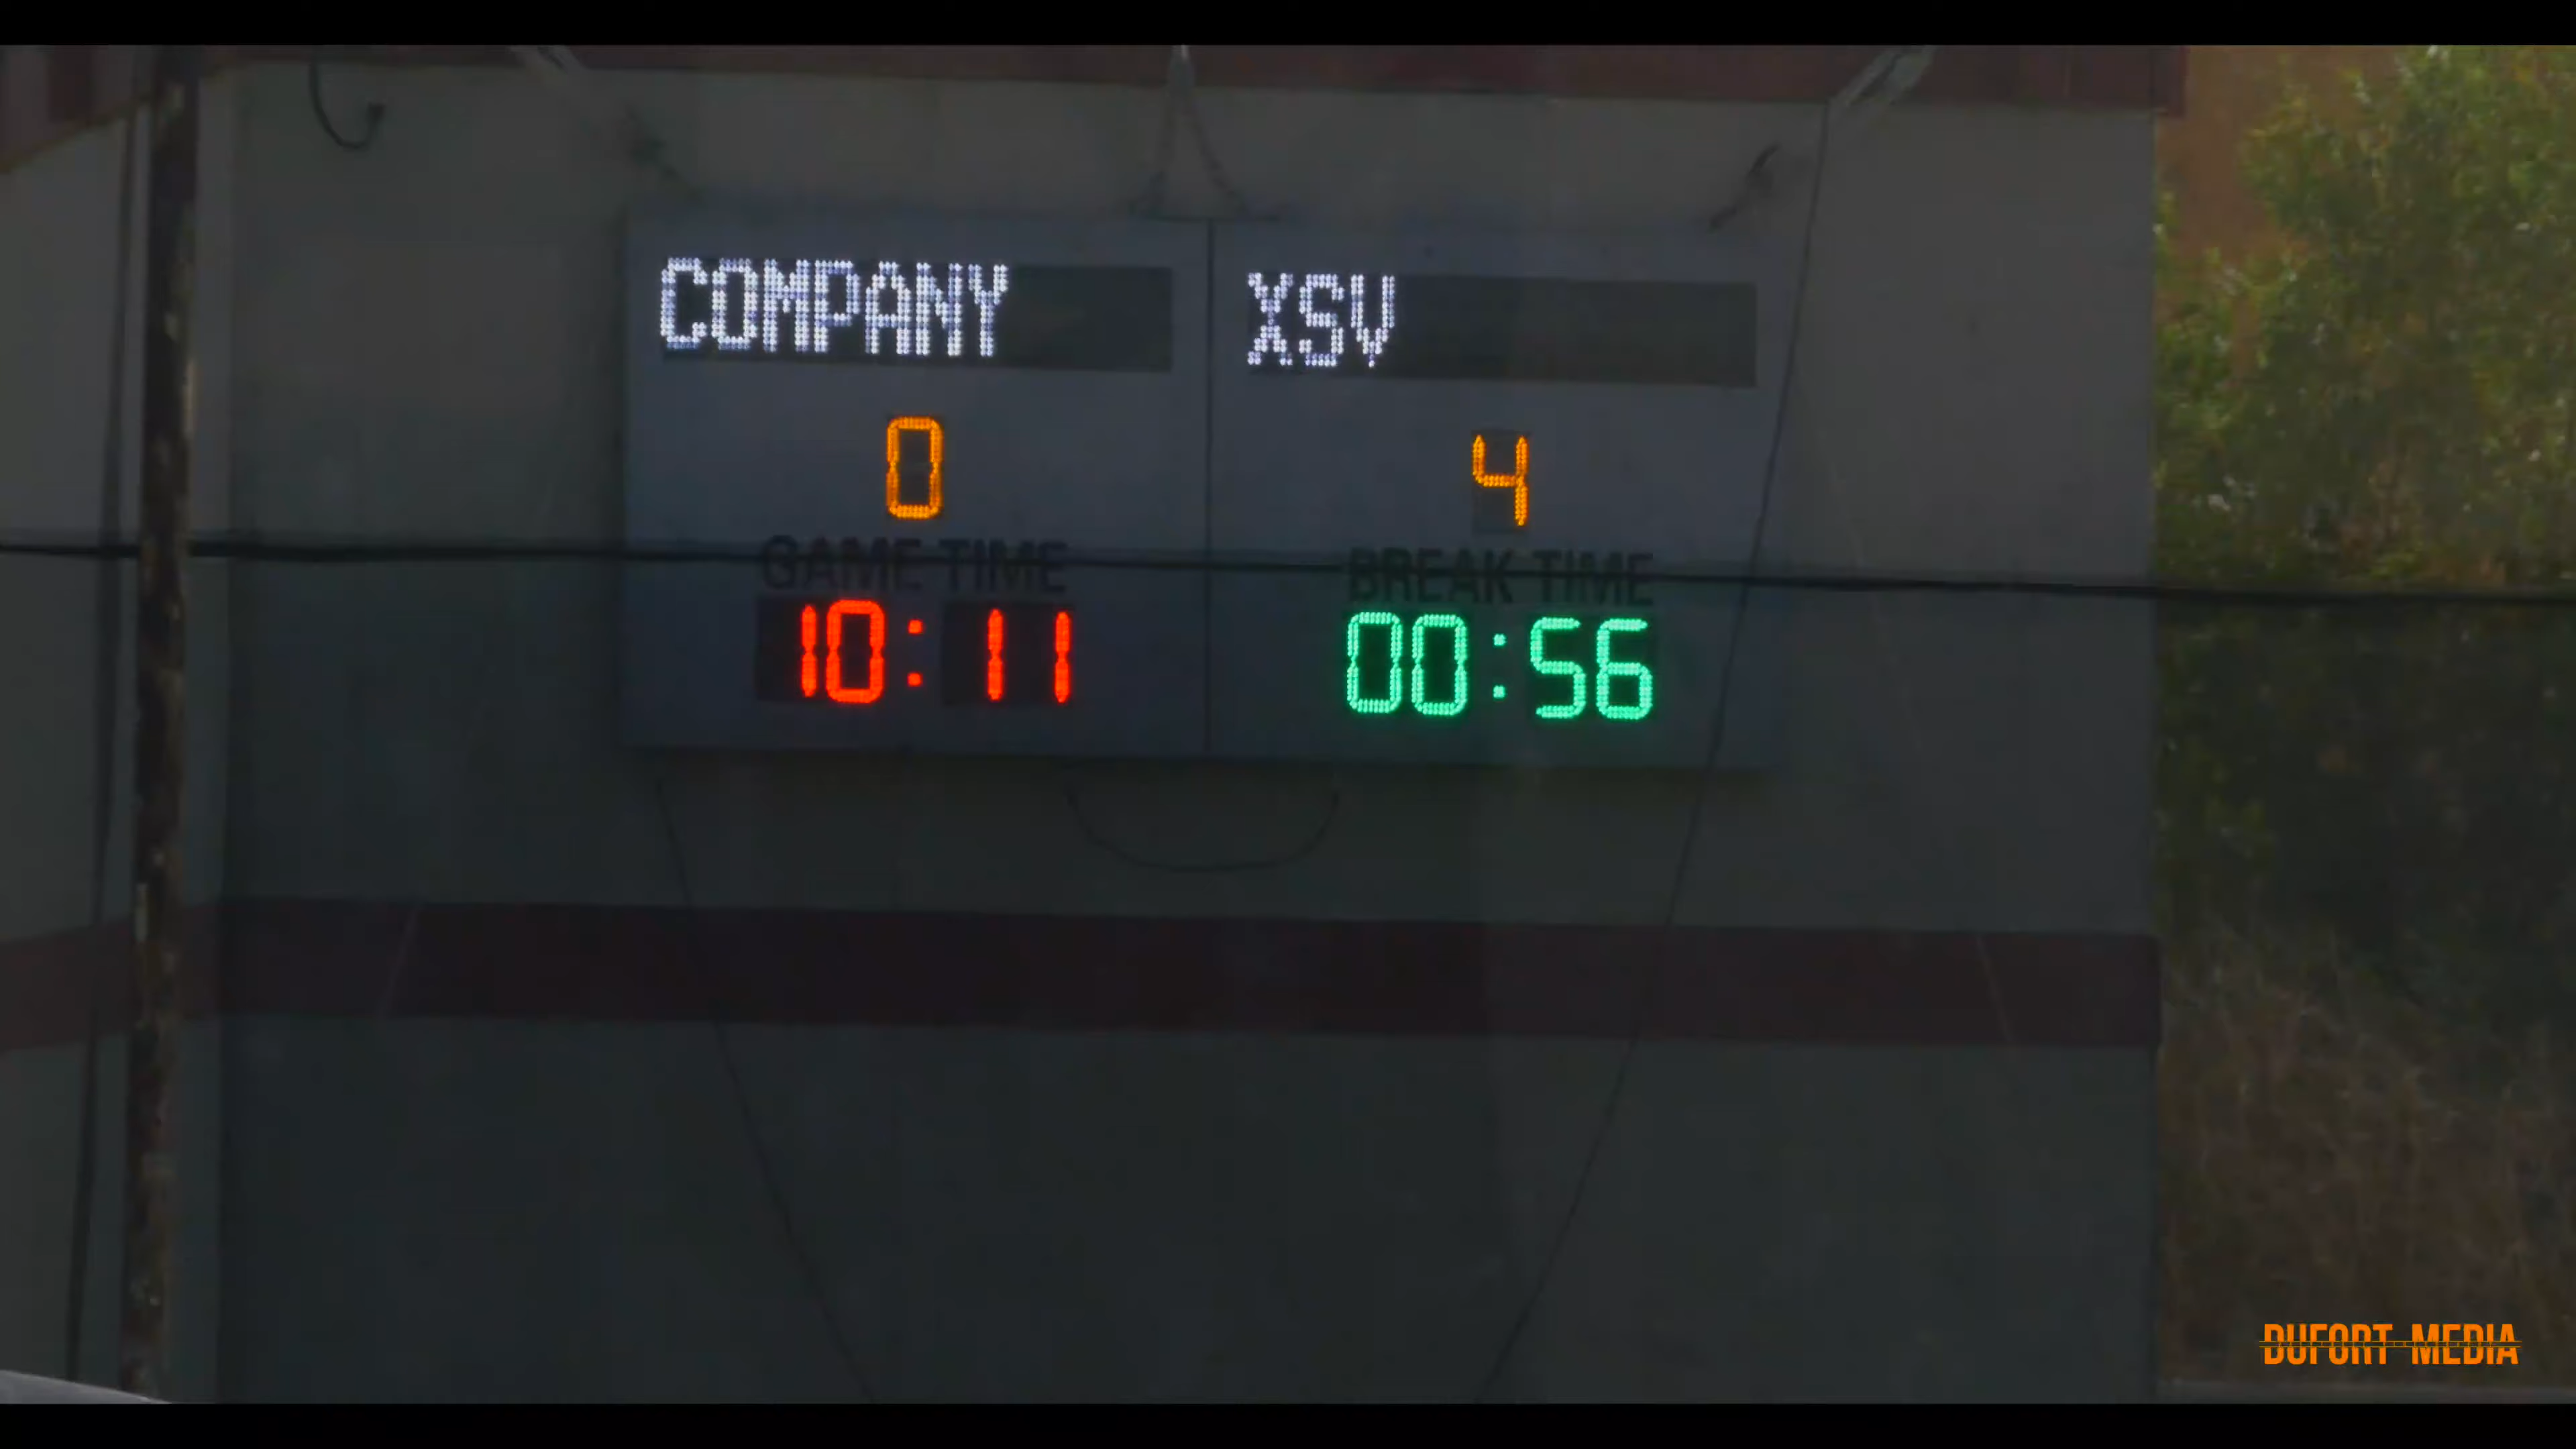 COMPANY XSV
0 4
GAME TIME BREAK TIME
10:11 00:56
DUFORT MEDIA